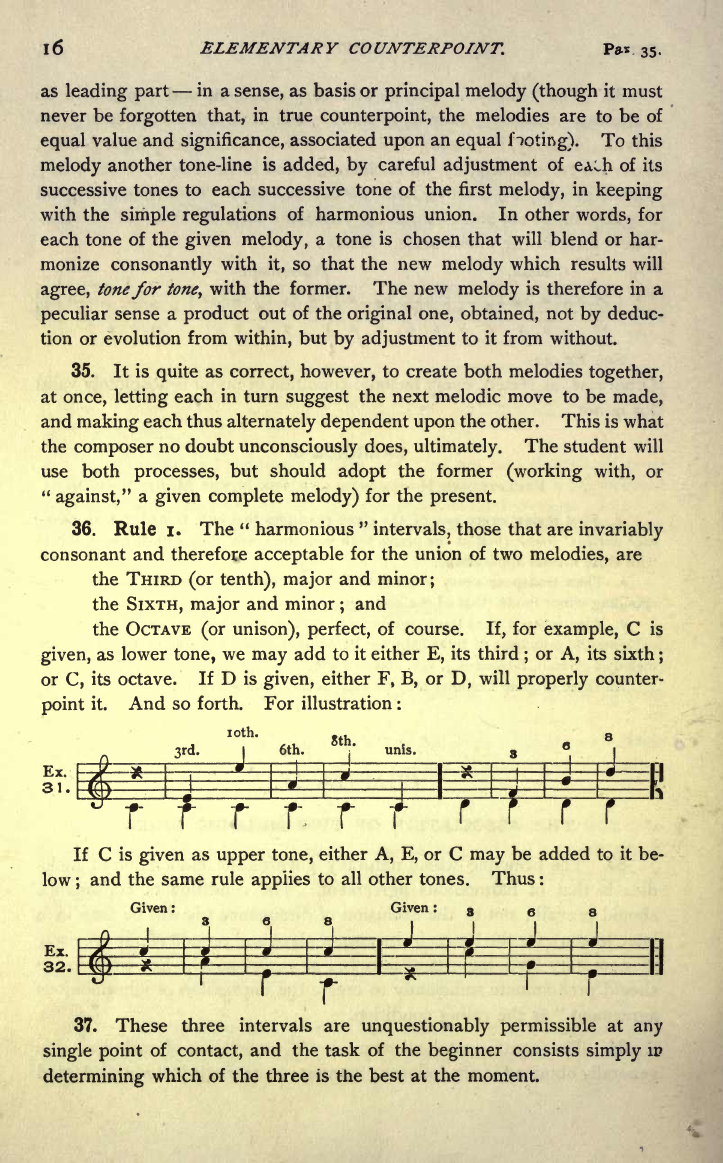 16 ELEMENTARY COUNTERPOINT. Par. 35.
as leading part — in a sense, as basis or principal melody (though it must
never be forgotten that, in true counterpoint, the melodies are to be of
equal value and significance, associated upon an equal footing). To this
melody another tone-line is added, by careful adjustment of each of its
successive tones to each successive tone of the first melody, in keeping
with the simple regulations of harmonious union. In other words, for
each tone of the given melody, a tone is chosen that will blend or har-
monize consonantly with it, so that the new melody which results will
agree, tone for tone, with the former. The new melody is therefore in a
peculiar sense a product out of the original one, obtained, not by deduc-
tion or evolution from within, but by adjustment to it from without.
35. It is quite as correct, however, to create both melodies together,
at once, letting each in turn suggest the next melodic move to be made,
and making each thus alternately dependent upon the other. This is what
the composer no doubt unconsciously does, ultimately. The student will
use both processes, but should adopt the former (working with, or
“ against,” a given complete melody) for the present.
36. Rule 1. The “ harmonious ” intervals, those that are invariably
consonant and therefore acceptable for the union of two melodies, are
the THIRD (or tenth), major and minor;
the SIXTH, major and minor ; and
the OCTAVE (or unison), perfect, of course. If, for example, C is
given, as lower tone, we may add to it either E, its third ; or A, its sixth ;
or C, its octave. If D is given, either F, B, or D, will properly counter-
point it. And so forth. For illustration :
3rd. 10th. 6th. 8th. unis. 3 6 8
Ex.
31.
If C is given as upper tone, either A, E, or C may be added to it be-
low ; and the same rule applies to all other tones. Thus :
Given : 3 6 8 Given : 3 6 8
Ex.
32.
37. These three intervals are unquestionably permissible at any
single point of contact, and the task of the beginner consists simply in
determining which of the three is the best at the moment.